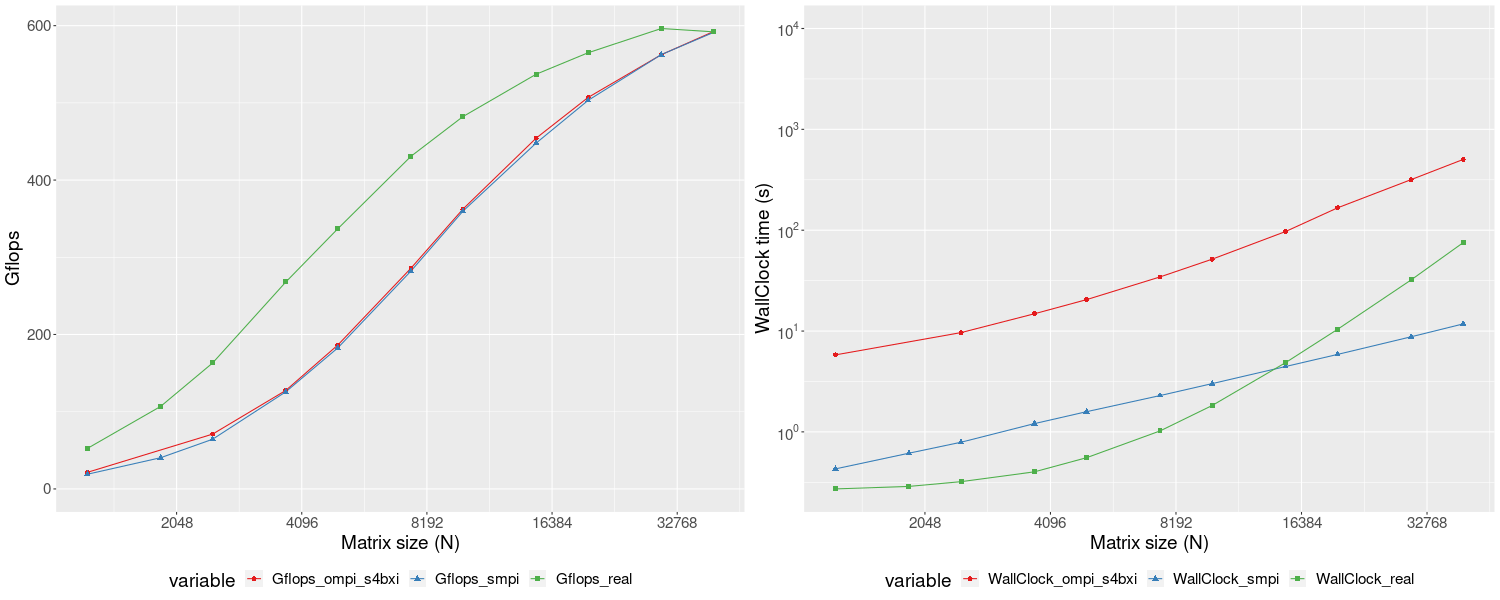 Gflops
600
400
200
0
2048 4096 8192 16384 32768
Matrix size (N)
variable Gflops_ompi_s4bxi Gflops_smpi Gflops_real
WallClock time (s)
10^4
10^3
10^2
10^1
10^0
2048 4096 8192 16384 32768
Matrix size (N)
variable WallClock_ompi_s4bxi WallClock_smpi WallClock_real